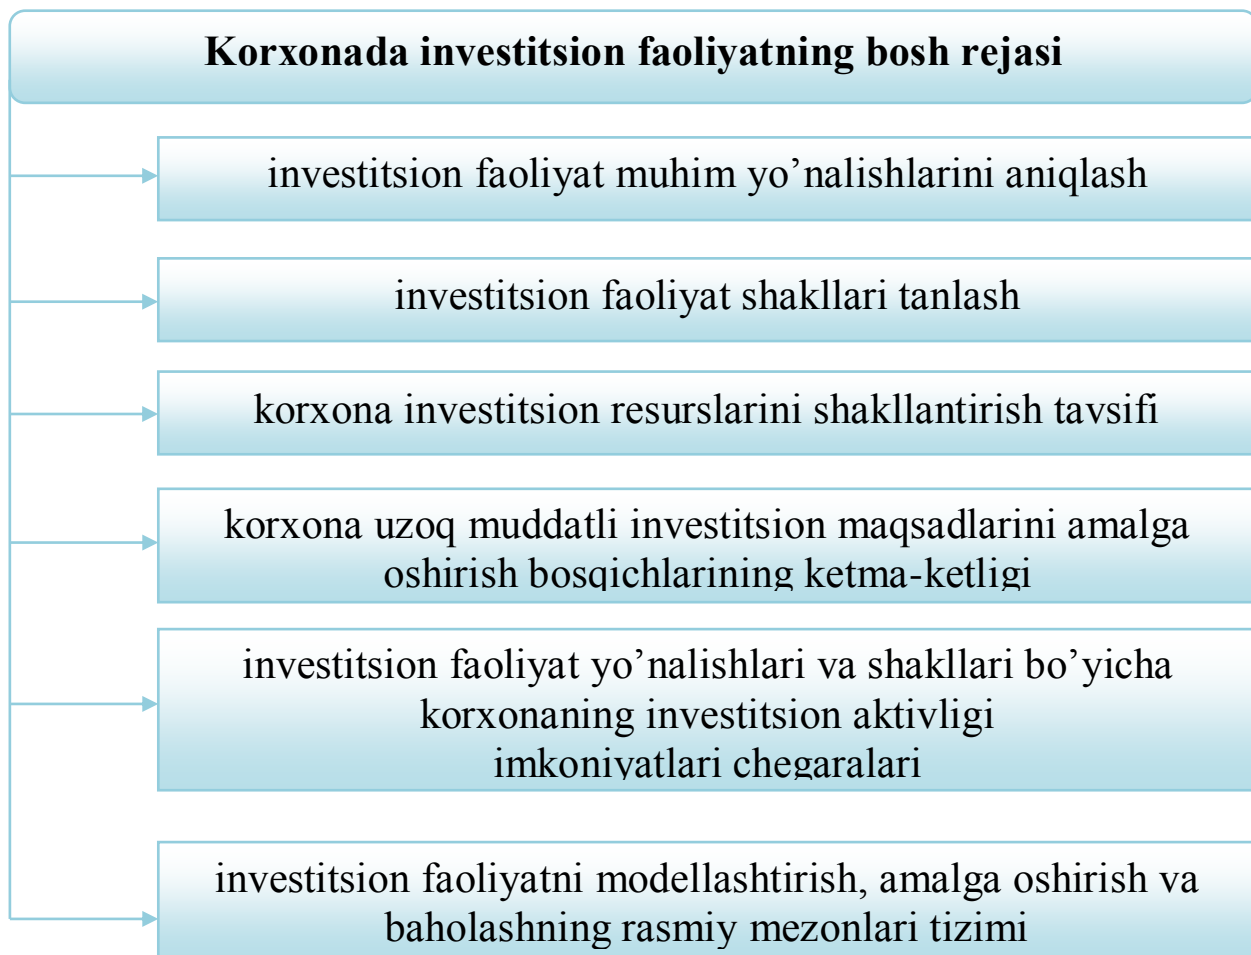 Korxonada investitsion faoliyatning bosh rejasi
investitsion faoliyat muhim yo’nalishlarini aniqlash
investitsion faoliyat shakllari tanlash
korxona investitsion resurslarini shakllantirish tavsifi
korxona uzoq muddatli investitsion maqsadlarini amalga
oshirish bosqichlarining ketma-ketligi
investitsion faoliyat yo’nalishlari va shakllari bo’yicha
korxonaning investitsion aktivligi
imkoniyatlari chegaralari
investitsion faoliyatni modellashtirish, amalga oshirish va
baholashning rasmiy mezonlari tizimi